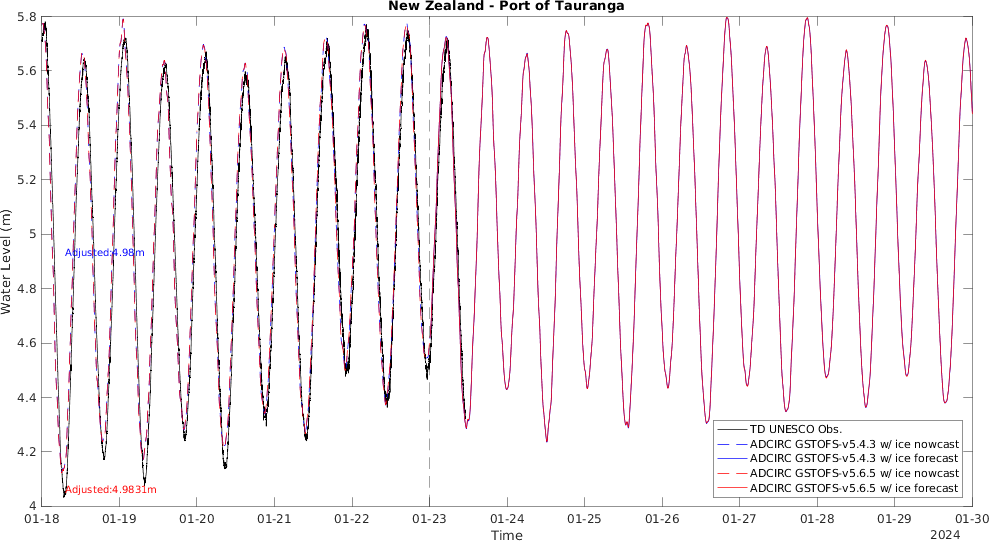 New Zealand - Port of Tauranga
Water Level (m)
5.8
5.6
5.4
5.2
5
4.8
4.6
4.4
4.2
4
Adjusted:4.98m
Adjusted:4.9831m
TD UNESCO Obs.
ADCIRC GSTOFS-v5.4.3 w/ ice nowcast
ADCIRC GSTOFS-v5.4.3 w/ ice forecast
ADCIRC GSTOFS-v5.6.5 w/ ice nowcast
ADCIRC GSTOFS-v5.6.5 w/ ice forecast
01-18 01-19 01-20 01-21 01-22 01-23 01-24 01-25 01-26 01-27 01-28 01-29 01-30
Time
2024